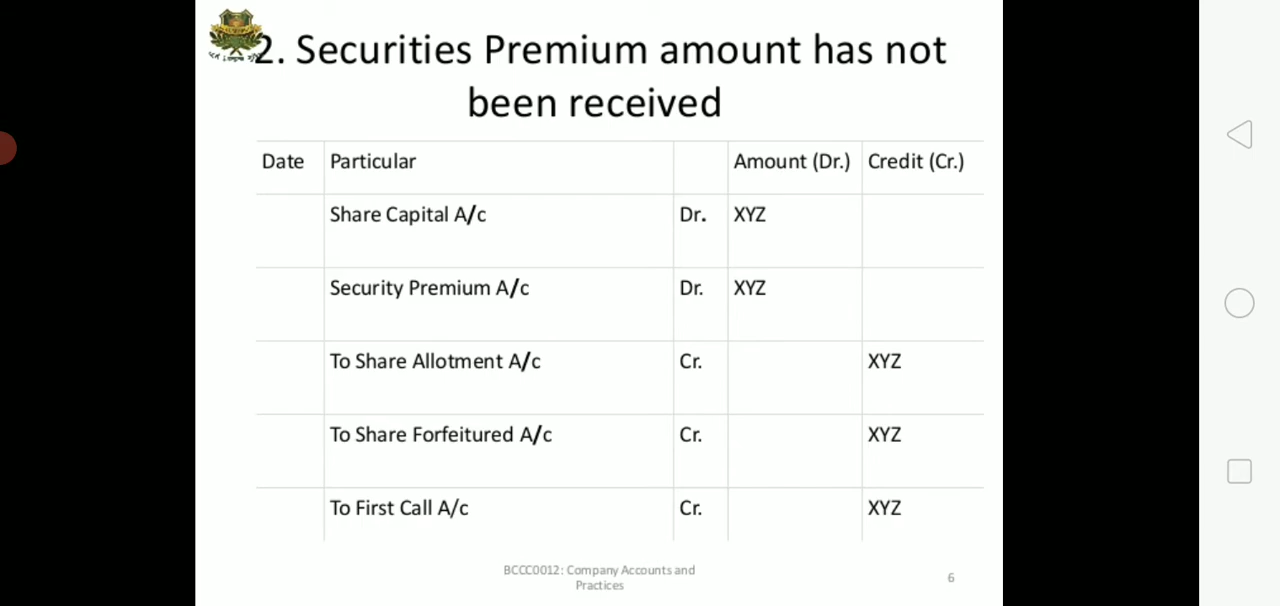 2. Securities Premium amount has not
been received
Date Particular Amount (Dr.) Credit (Cr.)
Share Capital A/c Dr. XYZ
Security Premium A/c Dr. XYZ
To Share Allotment A/c Cr. XYZ
To Share Forfeitured A/c Cr. XYZ
To First Call A/c Cr. XYZ
BCCC0012: Company Accounts and
Practices
6